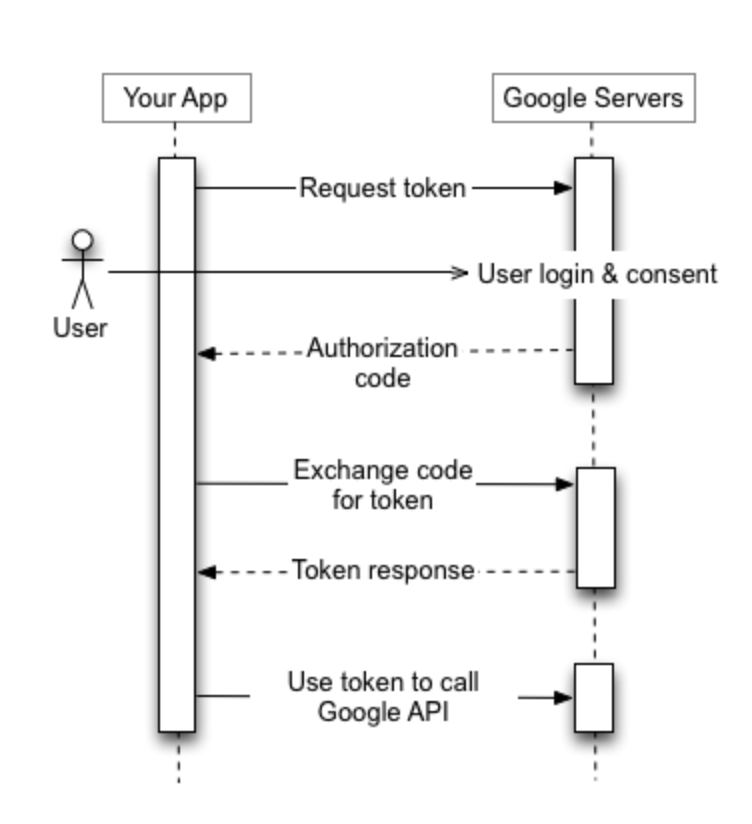 Your App
Google Servers
Request token
User login & consent
User
Authorization
code
Exchange code
for token
Token response
Use token to call
Google API